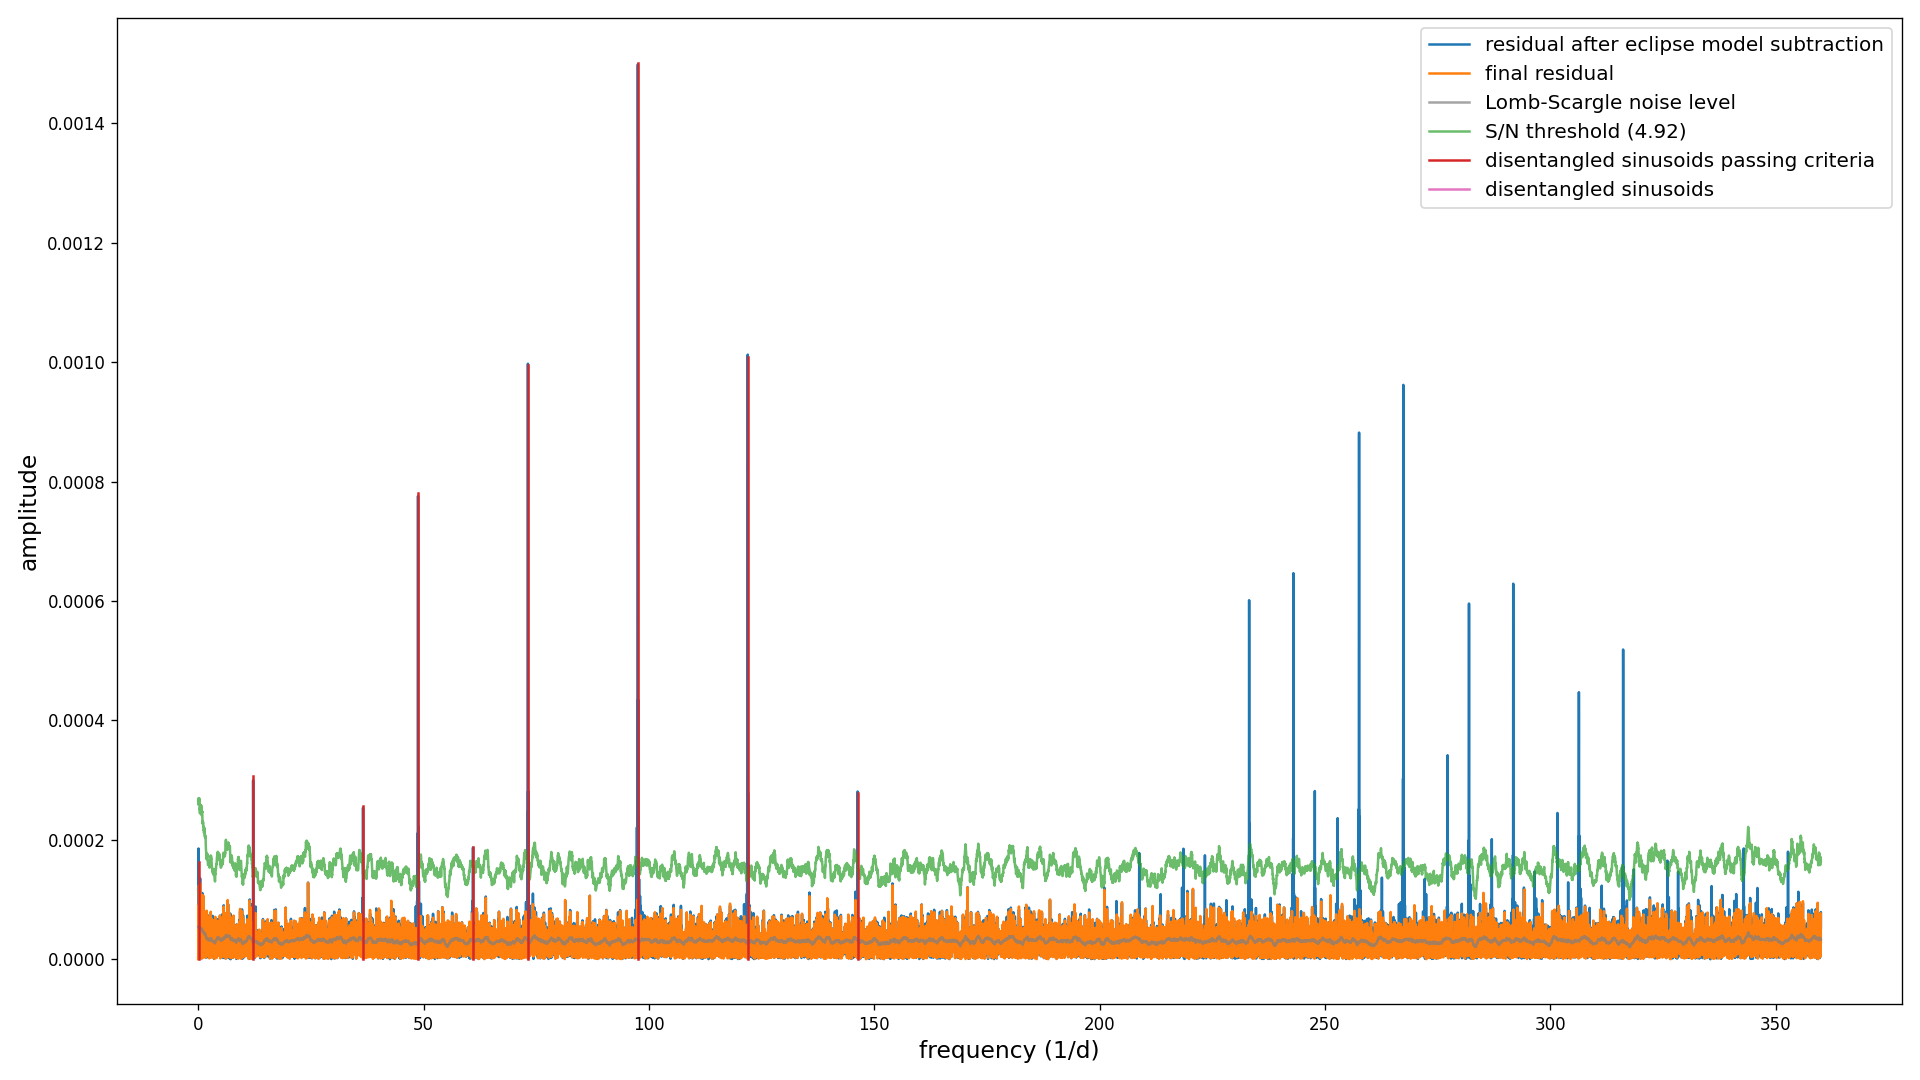 residual after eclipse model subtraction
final residual
Lomb-Scargle noise level
S/N threshold (4.92)
disentangled sinusoids passing criteria
disentangled sinusoids
0.0014
0.0012
0.0010
0.0008
0.0006
0.0004
0.0002
0.0000
amplitude
0 50 100 150 200 250 300 350
frequency (1/d)